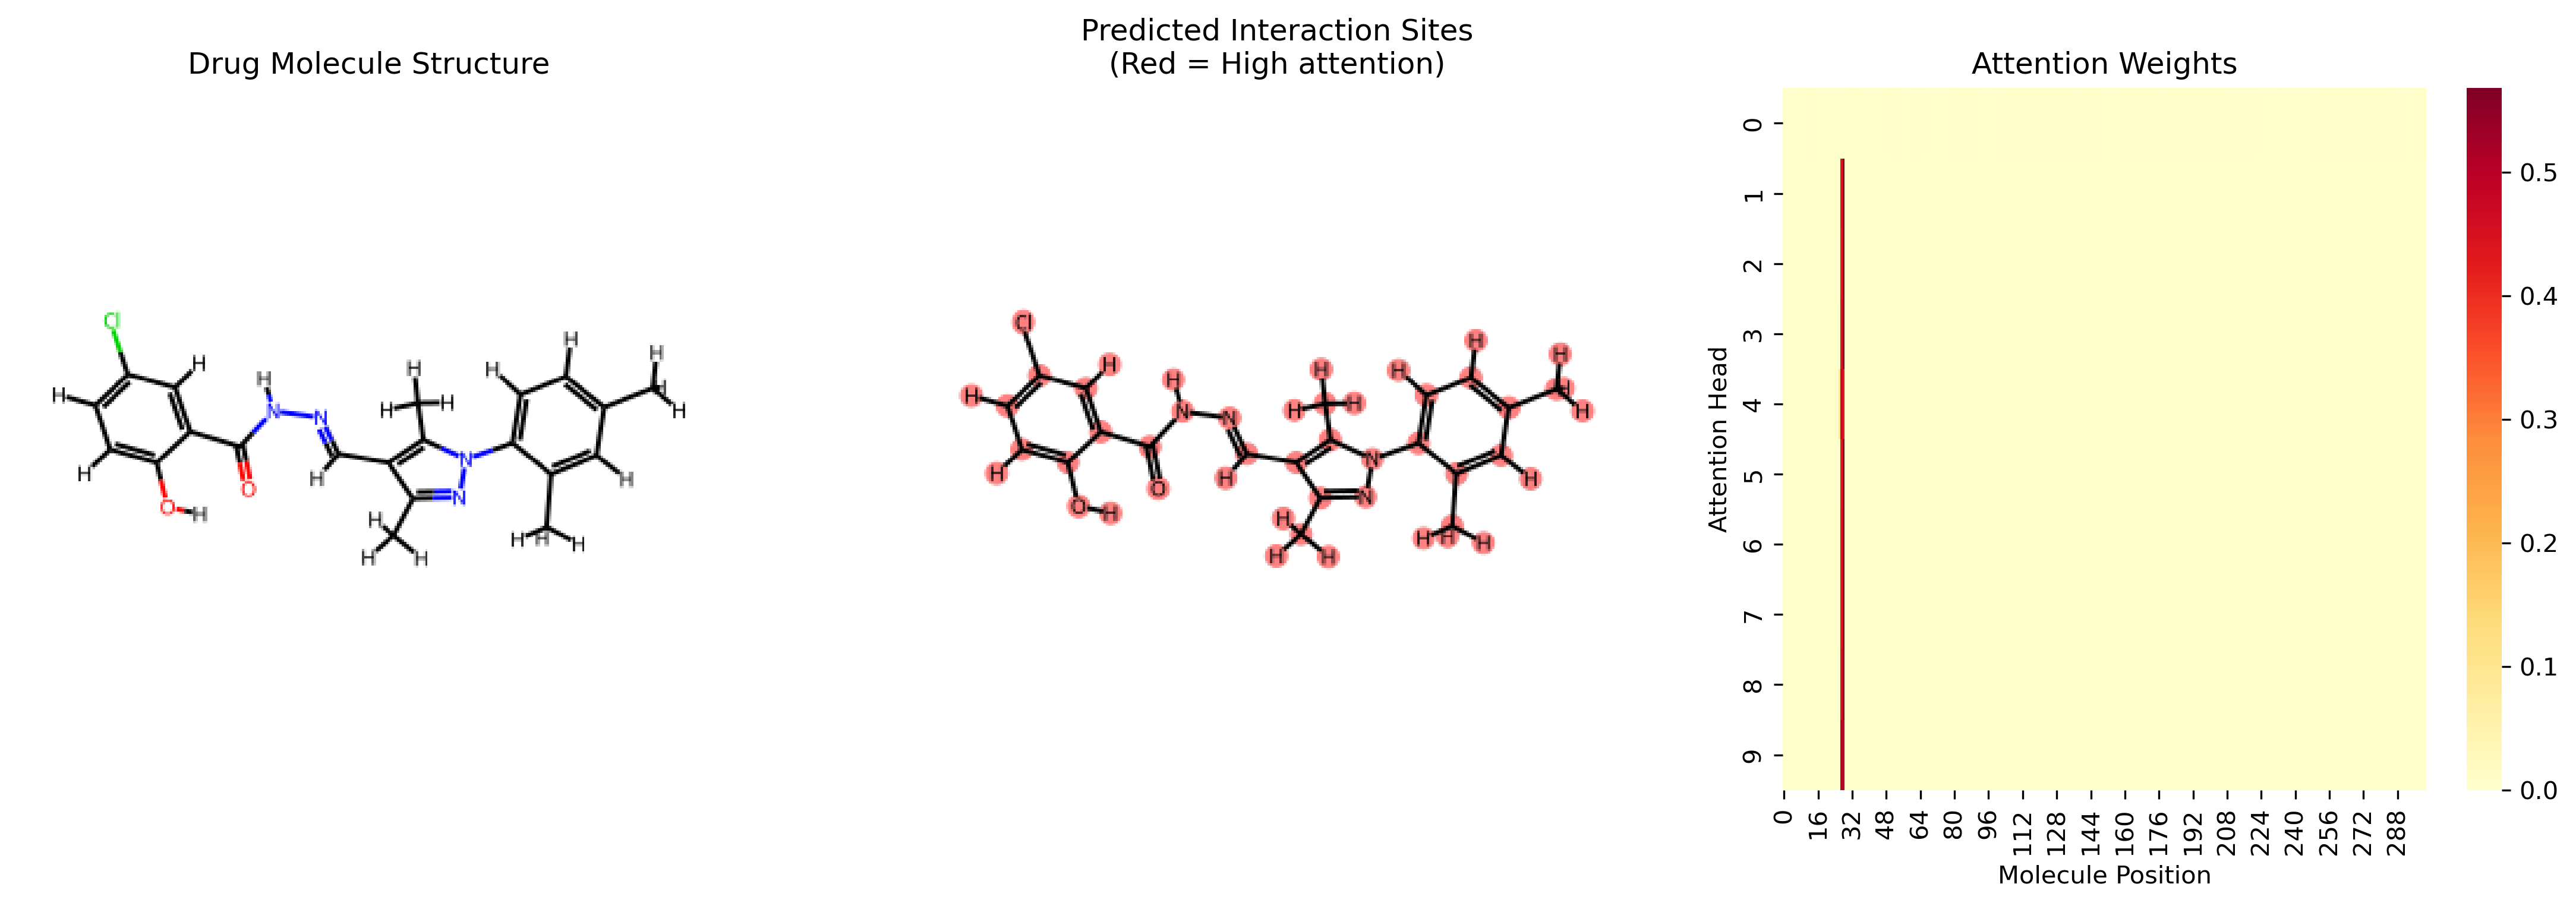 Drug Molecule Structure
Cl
H
H
H
H
N
N
O
O
H
H
H
H
H
N
N
H
H
H
H
H
H
H
H
H
H
H
H
H
Predicted Interaction Sites
(Red = High attention)
Cl
H
H
H
H
N
N
O
O
H
H
H
H
H
N
N
H
H
H
H
H
H
H
H
H
H
H
H
H
Attention Weights
Attention Head
0
1
2
3
4
5
6
7
8
9
0
16
32
48
64
80
96
112
128
144
160
176
192
208
224
240
256
272
288
Molecule Position
0.5
0.4
0.3
0.2
0.1
0.0